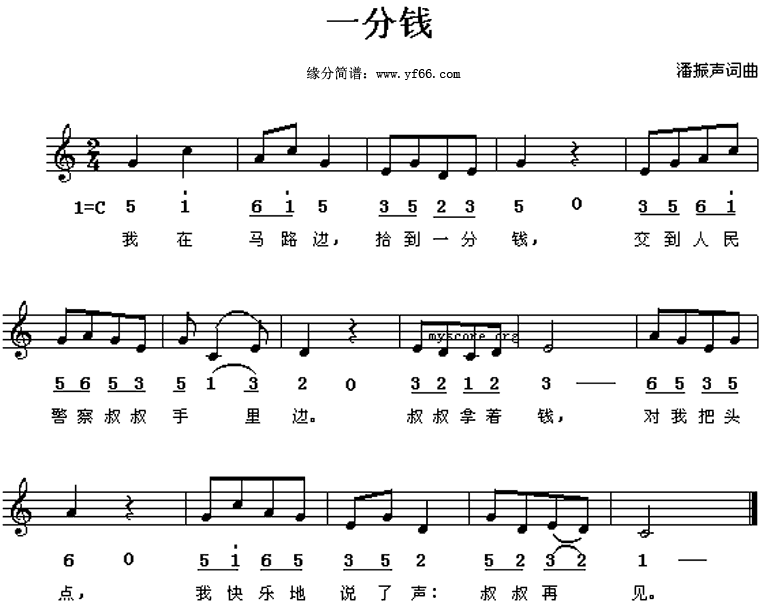 一分钱
缘分简谱：www.yf66.com
潘振声词曲
2
4
1=C 5 1 6 1 5 3 5 2 3 5 0 3 5 6 1
我 在 马 路 边， 拾 到 一 分 钱， 交 到 人 民
myscore.org
5 6 5 3 5 1 3 2 0 3 2 1 2 3 — 6 5 3 5
警 察 叔 叔 手 里 边。 叔 叔 拿 着 钱， 对 我 把 头
6 0 5 1 6 5 3 5 2 5 2 3 2 1 —
点， 我 快 乐 地 说 了 声： 叔 叔 再 见。